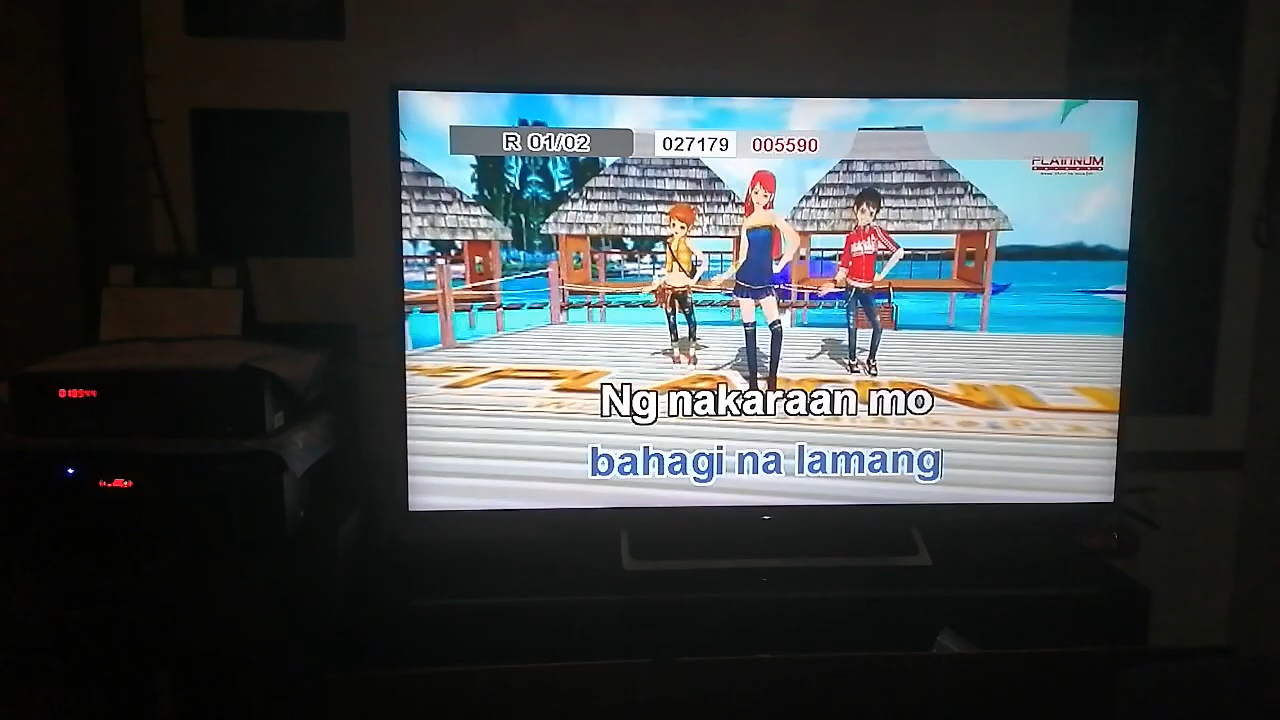 R 01/02
027179
005590
PLATINUM
Ng nakaraan mo
bahagi na lamang